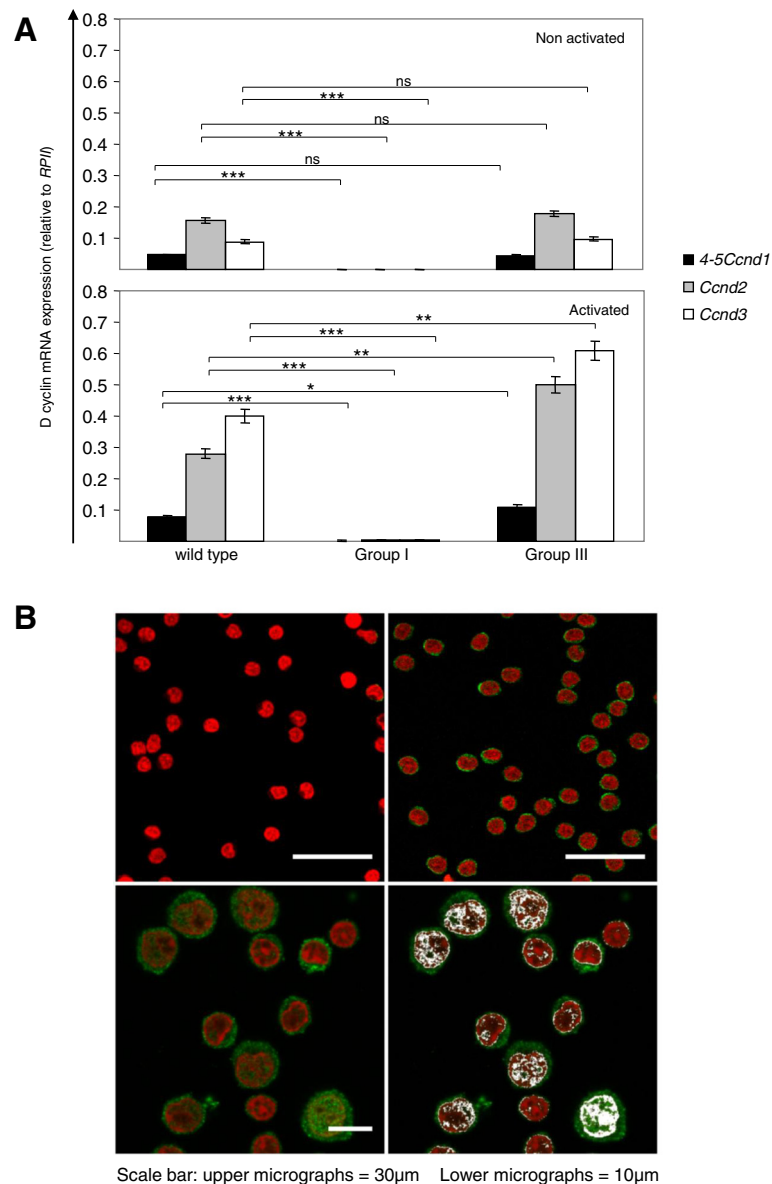 A
D cyclin mRNA expression (relative to RPII)
0.8
0.7
0.6
0.5
0.4
0.3
0.2
0.1
Non activated
ns
***
ns
***
ns
***
4-5Ccnd1
Ccnd2
Ccnd3
0.8
0.7
0.6
0.5
0.4
0.3
0.2
0.1
Activated
**
***
**
***
*
***
wild type
Group I
Group III
B
Scale bar: upper micrographs = 30μm Lower micrographs = 10μm